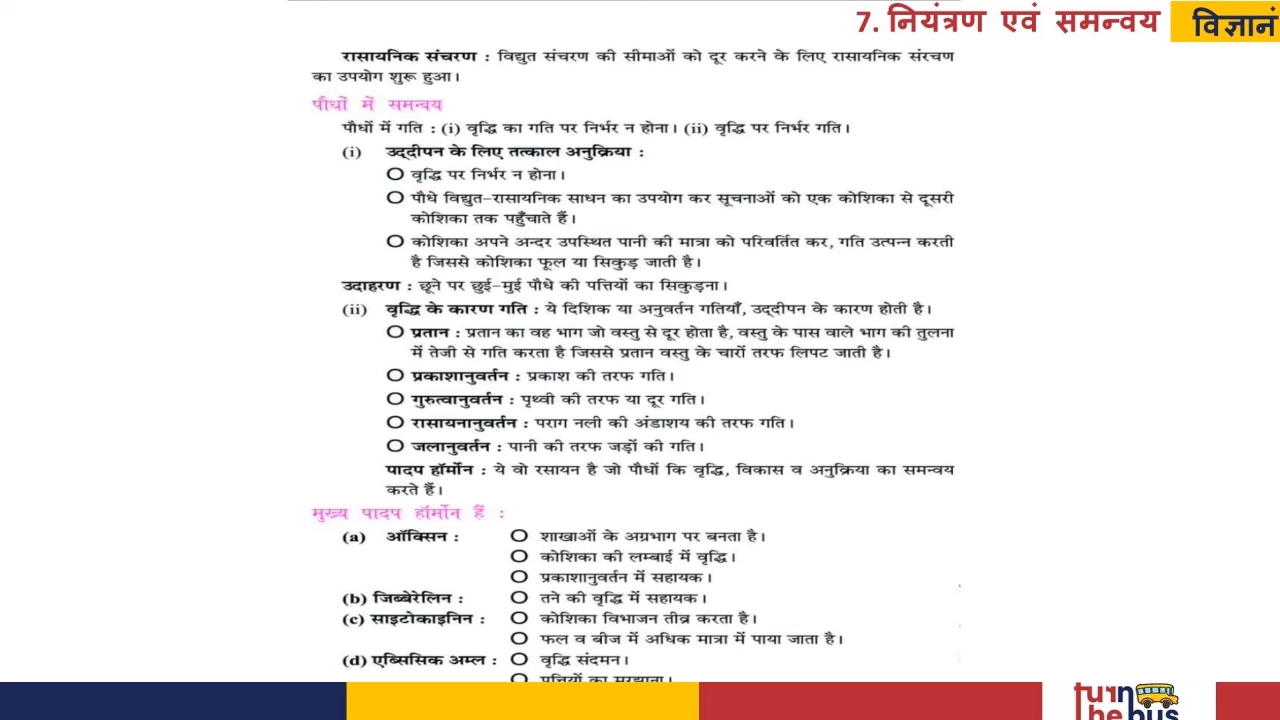 7. नियंत्रण एवं समन्वय
विज्ञानं
रासायनिक संचरण : विद्युत संचरण की सीमाओं को दूर करने के लिए रासायनिक संरचण
का उपयोग शुरू हुआ।
पौधों में समन्वय
पौधों में गति : (i) वृद्धि का गति पर निर्भर न होना। (ii) वृद्धि पर निर्भर गति।
(i) उद्दीपन के लिए तत्काल अनुक्रिया :
O वृद्धि पर निर्भर न होना।
O पौधे विद्युत-रासायनिक साधन का उपयोग कर सूचनाओं को एक कोशिका से दूसरी
कोशिका तक पहुँचाते हैं।
O कोशिका अपने अन्दर उपस्थित पानी की मात्रा को परिवर्तित कर, गति उत्पन्न करती
है जिससे कोशिका फूल या सिकुड़ जाती है।
उदाहरण : छूने पर छुई-मुई पौधे की पत्तियों का सिकुड़ना।
(ii) वृद्धि के कारण गति : ये दिशिक या अनुवर्तन गतियाँ, उद्दीपन के कारण होती है।
O प्रतान : प्रतान का वह भाग जो वस्तु से दूर होता है, वस्तु के पास वाले भाग की तुलना
में तेजी से गति करता है जिससे प्रतान वस्तु के चारों तरफ लिपट जाती है।
O प्रकाशानुवर्तन : प्रकाश की तरफ गति।
O गुरुत्वानुवर्तन : पृथ्वी की तरफ या दूर गति।
O रासायनानुवर्तन : पराग नली की अंडाशय की तरफ गति।
O जलानुवर्तन : पानी की तरफ जड़ों की गति।
पादप हॉर्मोन : ये वो रसायन है जो पौधों कि वृद्धि, विकास व अनुक्रिया का समन्वय
करते हैं।
मुख्य पादप हॉर्मोन हैं :
(a) ऑक्सिन : O शाखाओं के अग्रभाग पर बनता है।
O कोशिका की लम्बाई में वृद्धि।
O प्रकाशानुवर्तन में सहायक।
(b) जिब्बेरेलिन : O तने की वृद्धि में सहायक।
(c) साइटोकाइनिन : O कोशिका विभाजन तीव्र करता है।
O फल व बीज में अधिक मात्रा में पाया जाता है।
(d) एब्सिसिक अम्ल : O वृद्धि संदमन।
O पत्तियों का मुरझाना।
turn
the bus